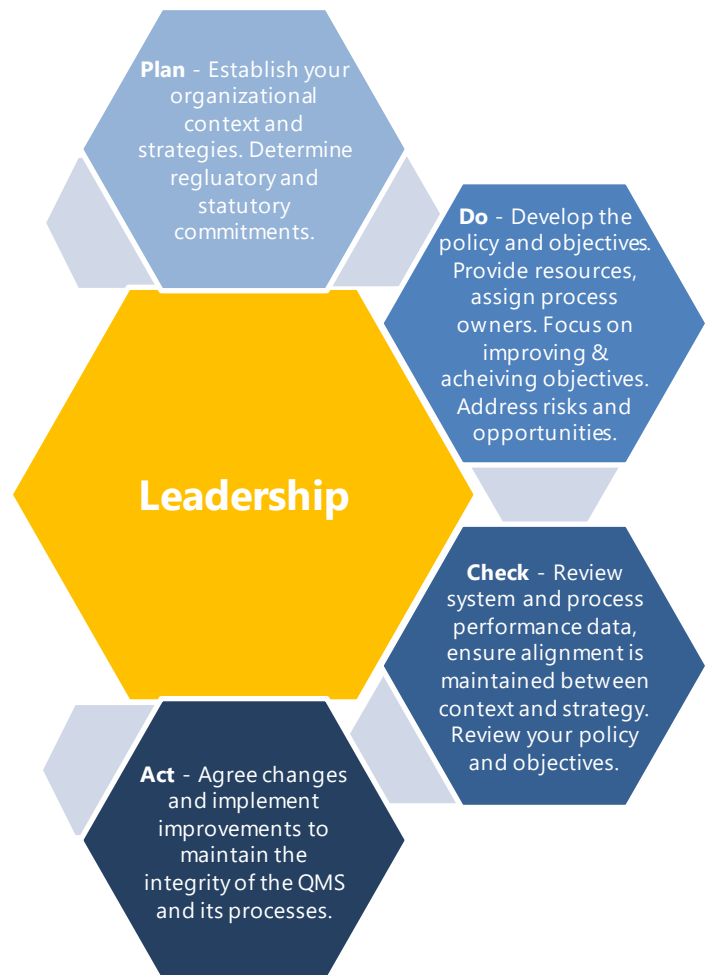 Plan - Establish your
organizational
context and
strategies. Determine
regluatory and
statutory
commitments.
Do - Develop the
policy and objectives.
Provide resources,
assign process
owners. Focus on
improving &
acheiving objectives.
Address risks and
opportunities.
Leadership
Check - Review
system and process
performance data,
ensure alignment is
maintained between
context and strategy.
Review your policy
and objectives.
Act - Agree changes
and implement
improvements to
maintain the
integrity of the QMS
and its processes.